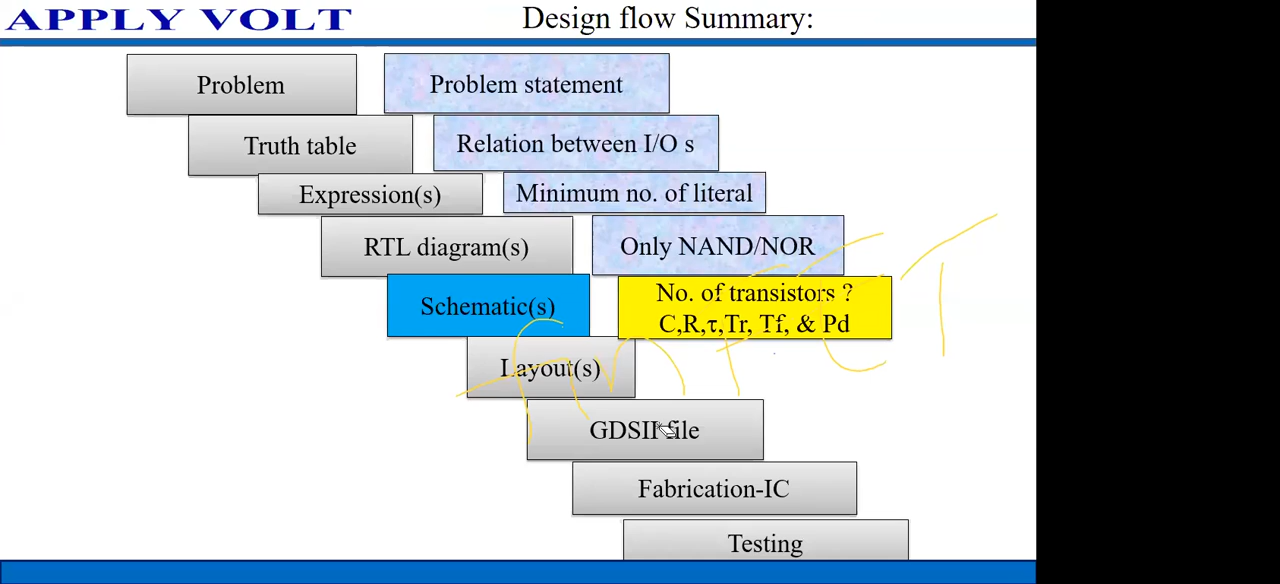 APPLY VOLT
Design flow Summary:
Problem
Problem statement
Truth table
Relation between I/O s
Expression(s)
Minimum no. of literal
RTL diagram(s)
Only NAND/NOR
Schematic(s)
No. of transistors ?
C,R,τ,Tr, Tf, & Pd
Layout(s)
GDSII file
Fabrication-IC
Testing